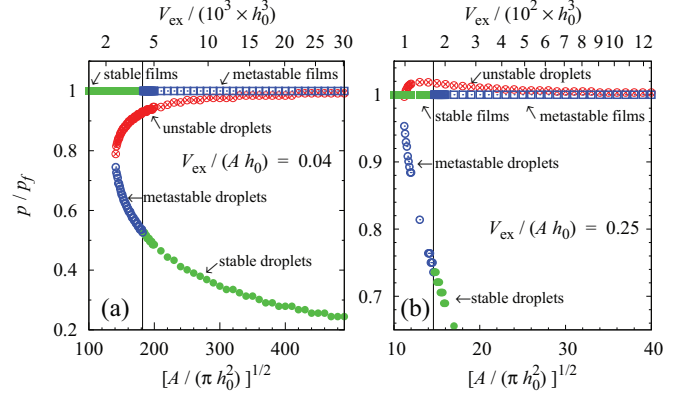 V_ex / (10^3 × h_0^3)
2 5 10 15 20 25 30
stable films
metastable films
unstable droplets
V_ex / (A h_0) = 0.04
metastable droplets
stable droplets
(a)
p / p_f
1
0.8
0.6
0.4
0.2
100 200 300 400
[A / (π h_0^2)]^1/2
V_ex / (10^2 × h_0^3)
1 2 3 4 5 6 7 8 9 10 12
unstable droplets
stable films
metastable films
metastable droplets
V_ex / (A h_0) = 0.25
stable droplets
(b)
1
0.9
0.8
0.7
10 20 30 40
[A / (π h_0^2)]^1/2